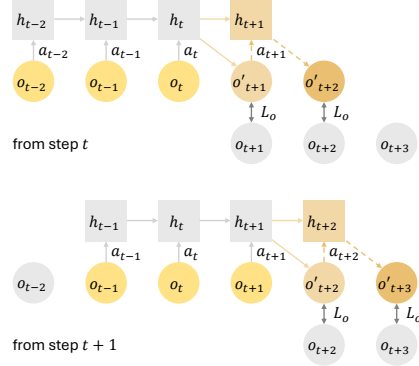 h_{t-2} h_{t-1} h_t h_{t+1}
a_{t-2} a_{t-1} a_t a_{t+1}
o_{t-2} o_{t-1} o_t o'_{t+1} o'_{t+2}
L_o L_o
from step t o_{t+1} o_{t+2} o_{t+3}
h_{t-1} h_t h_{t+1} h_{t+2}
a_{t-1} a_t a_{t+1} a_{t+2}
o_{t-2} o_{t-1} o_t o_{t+1} o'_{t+2} o'_{t+3}
L_o L_o
from step t + 1 o_{t+2} o_{t+3}